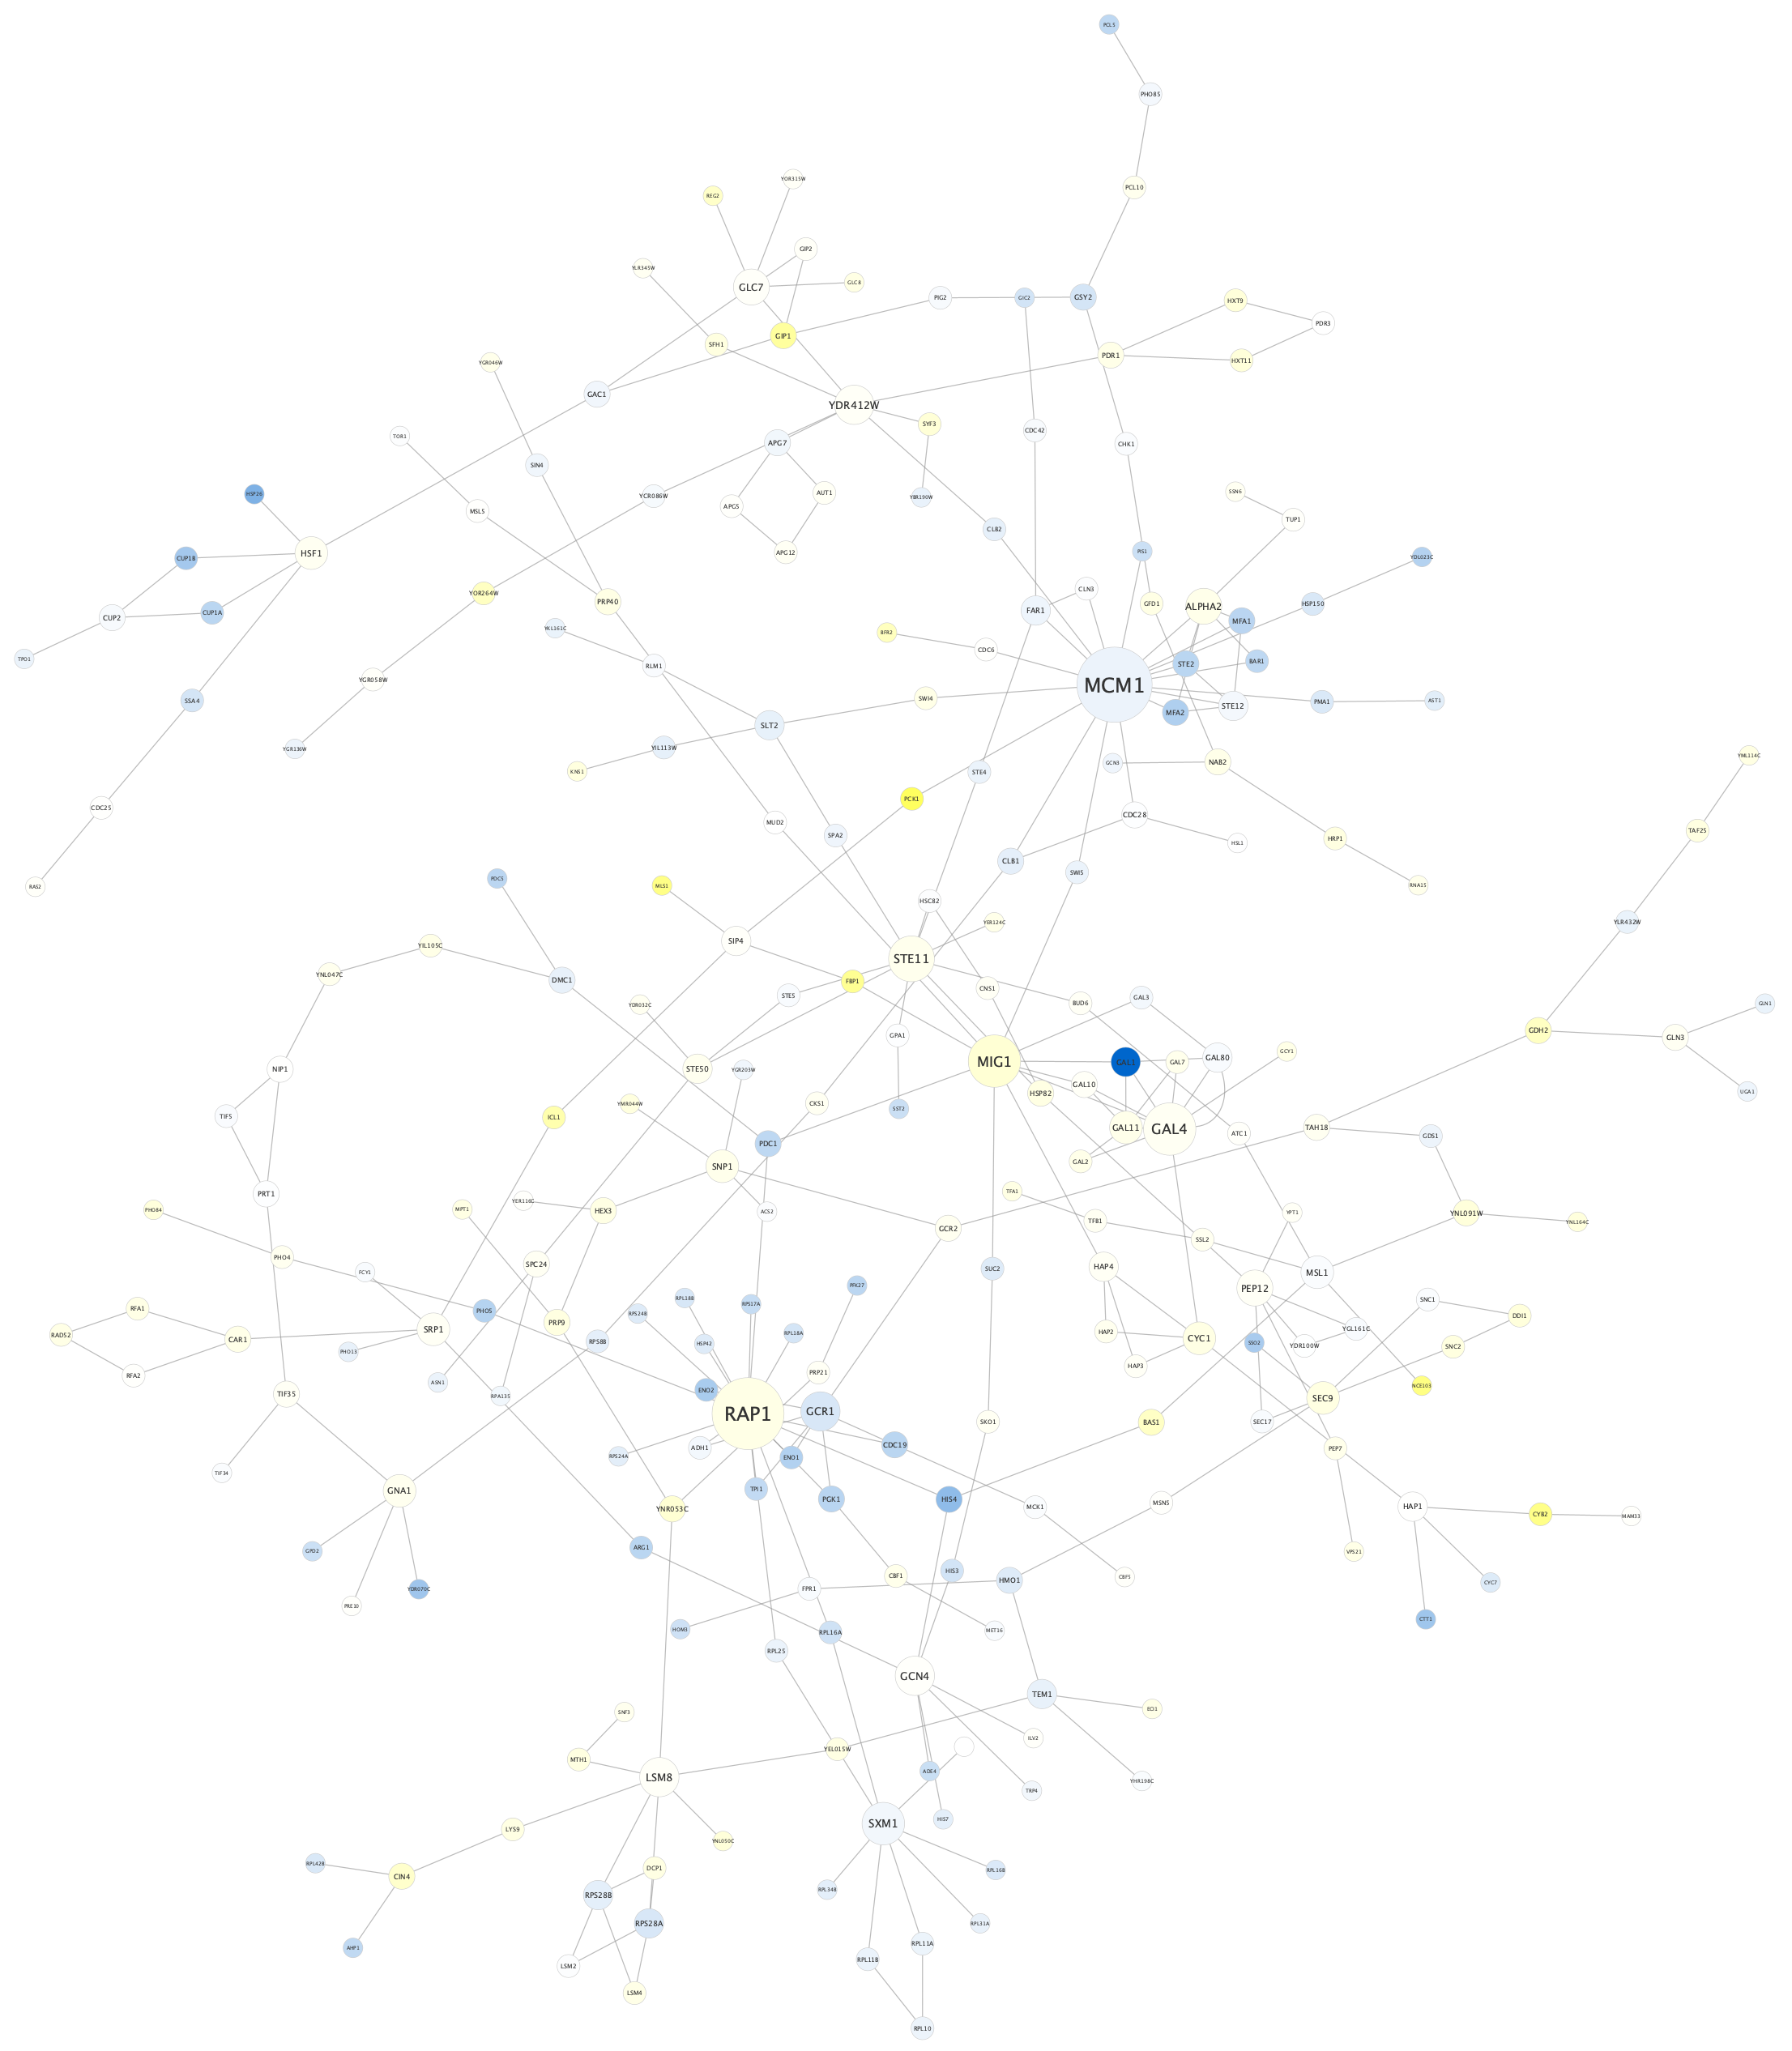 PCL5
PHO85
YOR315W
PCL10
REG2
GIP2
YLR345W
GLC8
GLC7
PIG2
GIC2
GSY2
HXT9
PDR3
GIP1
SFH1
PDR1
HXT11
YGR046W
GAC1
YDR412W
SYF3
CDC42
TOR1
APG7
CHK1
SIN4
HSP26
YCR086W
AUT1
YBR190W
SSN6
APG5
MSL5
TUP1
CLB2
HSF1
APG12
PIS1
CUP1B
YDL023C
CLN3
YOR264W
PRP40
GFD1
HSP150
ALPHA2
FAR1
CUP1A
CUP2
MFA1
YKL161C
BFR2
CDC6
TPO1
BAR1
RLM1
STE2
YGR058W
MCM1
SWI4
SSA4
PMA1
AST1
STE12
MFA2
SLT2
YIL113W
YGR136W
YML114C
GCN3
NAB2
KNS1
STE4
PCK1
CDC25
CDC28
MUD2
TAF25
SPA2
HRP1
HSL1
CLB1
SWI5
PDC5
MLS1
RNA15
RAS2
HSC82
YER124C
YLR432W
SIP4
YIL105C
STE11
YNL047C
DMC1
FBP1
CNS1
STE5
GAL3
YDR032C
BUD6
GLN1
GDH2
GPA1
GLN3
GCY1
GAL80
MIG1
GAL7
NIP1
STE50
YGR203W
GAL10
UGA1
HSP82
YMR044W
CKS1
SST2
TIF5
ICL1
GAL11
GAL4
TAH18
ATC1
GDS1
PDC1
GAL2
SNP1
TFA1
PRT1
YER116C
MPT1
PHO84
HEX3
ACS2
YPT1
YNL091W
TFB1
YNL164C
GCR2
SSL2
PHO4
SPC24
HAP4
SUC2
FCY1
MSL1
PFK27
PEP12
RPL18B
SNC1
RPS17A
PHO5
RPS24B
RFA1
DDI1
PRP9
SRP1
YGL161C
HAP2
RPL18A
RAD52
CAR1
CYC1
RPS8B
HSP42
SSO2
YDR100W
SNC2
PHO13
HAP3
PRP21
RFA2
ASN1
NCE103
ENO2
TIF35
RPA135
SEC9
GCR1
RAP1
SKO1
BAS1
SEC17
CDC19
ADH1
PEP7
RPS24A
ENO1
TIF34
TPI1
GNA1
PGK1
HIS4
MSN5
MCK1
HAP1
YNR053C
CYB2
MAM33
ARG1
GPD2
VPS21
HIS3
CBF1
CBF5
HMO1
CYC7
YDR070C
FPR1
PRE10
CTT1
HOM3
RPL16A
MET16
RPL25
GCN4
TEM1
ECI1
SNF3
ILV2
YEL015W
MTH1
ADE4
LSM8
YHR198C
TRP4
HIS7
SXM1
LYS9
YNL050C
RPL42B
DCP1
RPL16B
CIN4
RPL34B
RPS28B
RPS28A
RPL31A
RPL11A
AHP1
RPL11B
LSM2
LSM4
RPL10